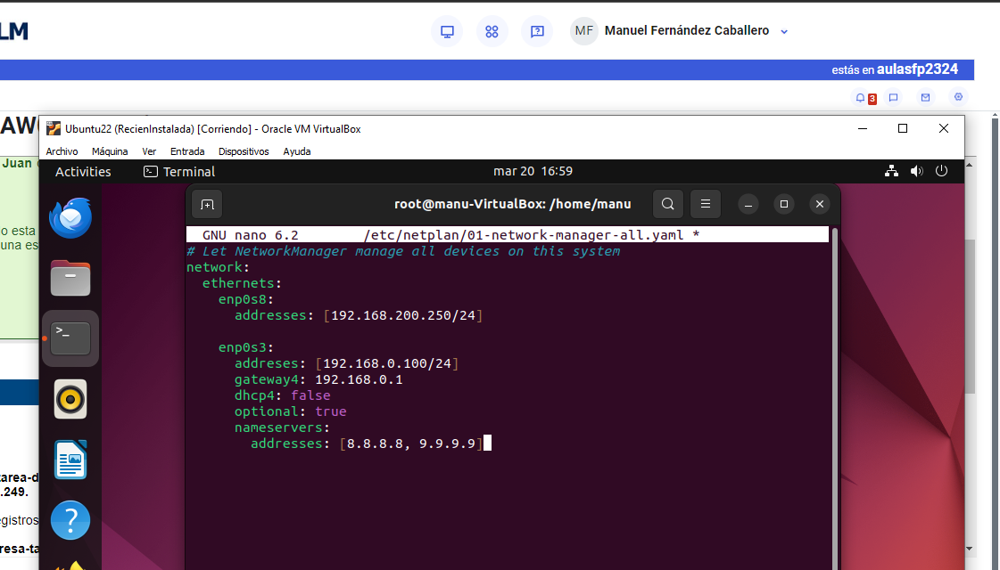 LM
MF Manuel Fernández Caballero
estás en aulasfp2324
3
AW
Ubuntu22 (RecienInstalada) [Corriendo] - Oracle VM VirtualBox
Juan
Archivo Máquina Ver Entrada Dispositivos Ayuda
Activities Terminal mar 20 16:59
root@manu-VirtualBox: /home/manu
o esta
una es
GNU nano 6.2 /etc/netplan/01-network-manager-all.yaml *
# Let NetworkManager manage all devices on this system
network:
ethernets:
enp0s8:
addresses: [192.168.200.250/24]
enp0s3:
addreses: [192.168.0.100/24]
gateway4: 192.168.0.1
dhcp4: false
optional: true
nameservers:
addresses: [8.8.8.8, 9.9.9.9]
tarea-d
.249.
egistros
resa-ta